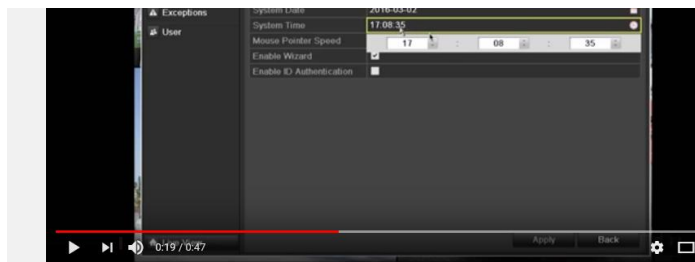 Exceptions
User
System Date 2016-03-02
System Time 17:08:35
Mouse Pointer Speed
17 : 08 : 35
Enable Wizard
Enable ID Authentication
Apply Back
0:19 / 0:47